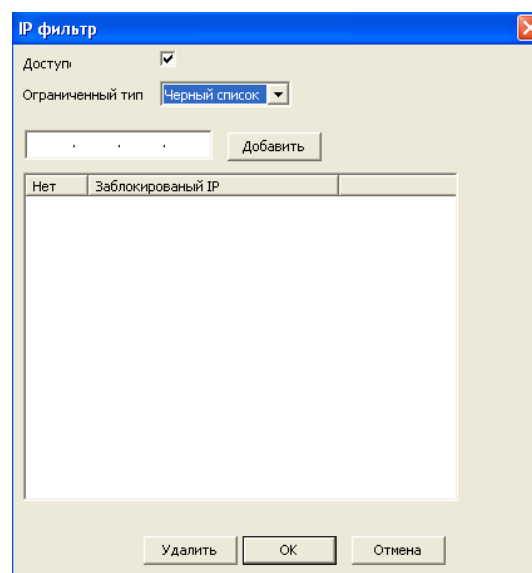 IP фильтр
Доступ
Ограниченный тип Черный список
. . . Добавить
Нет Заблокированый IP
Удалить OK Отмена